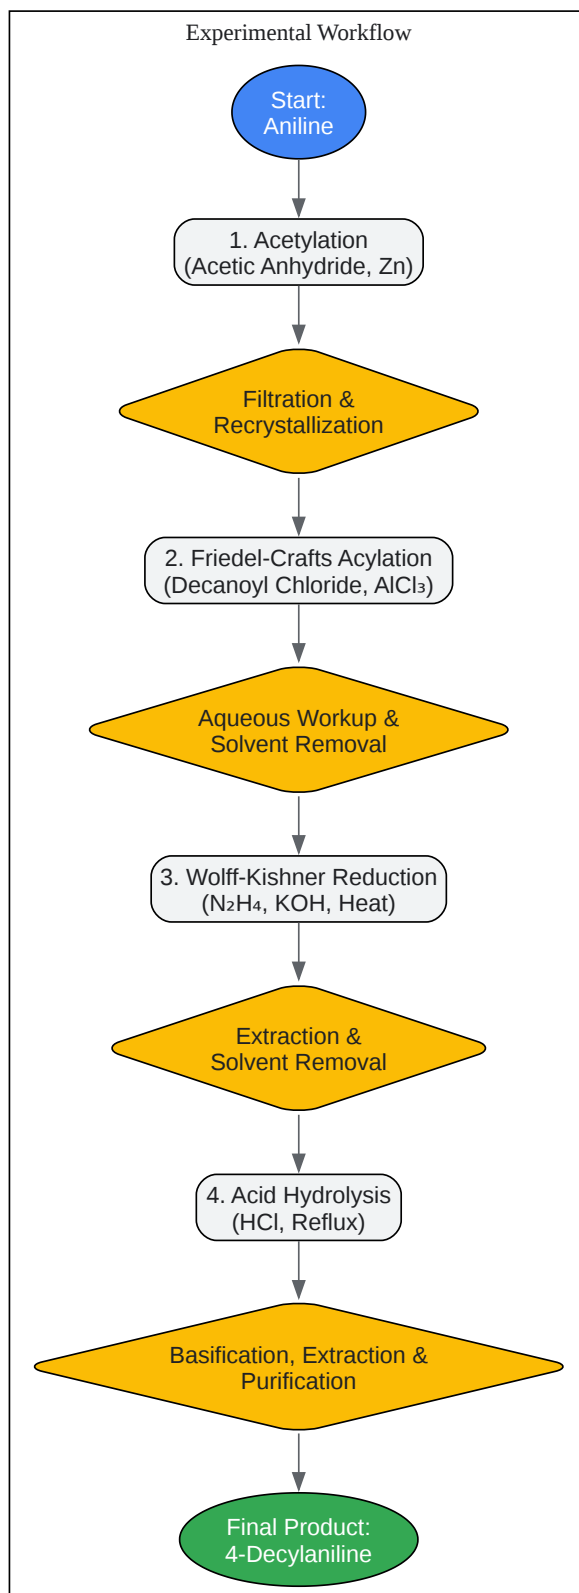 Experimental Workflow
Start:
Aniline
1. Acetylation
(Acetic Anhydride, Zn)
Filtration &
Recrystallization
2. Friedel-Crafts Acylation
(Decanoyl Chloride, AlCl₃)
Aqueous Workup &
Solvent Removal
3. Wolff-Kishner Reduction
(N₂H₄, KOH, Heat)
Extraction &
Solvent Removal
4. Acid Hydrolysis
(HCl, Reflux)
Basification, Extraction &
Purification
Final Product:
4-Decylaniline